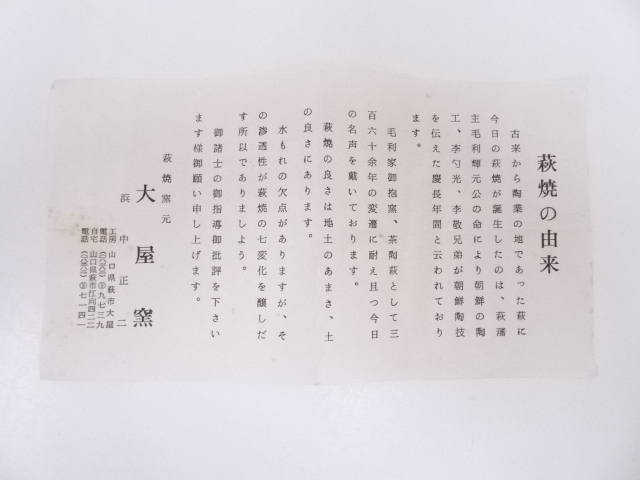 萩焼の由来
古来から陶業の地であった萩に
今日の萩焼が誕生したのは、萩藩
主毛利輝元公の命により朝鮮の陶
工、李勺光、李敬兄弟が朝鮮陶技
を伝えた慶長年間と云われており
ます。
毛利家御抱窯、茶陶萩として三
百六十余年の変遷に耐え且つ今日
の名声を戴いております。
萩焼の良さは地土のあまさ、土
の良さにあります。
水もれの欠点がありますが、そ
の滲透性が萩焼の七変化を醸しだ
す所以でありましよう。
御諸士の御指導御批評を下さい
ます様御願い申し上げます。
萩焼窯元
大屋窯
浜中正二
工房 山口県萩市大屋
電話
自宅 山口県萩市江向四二二
電話